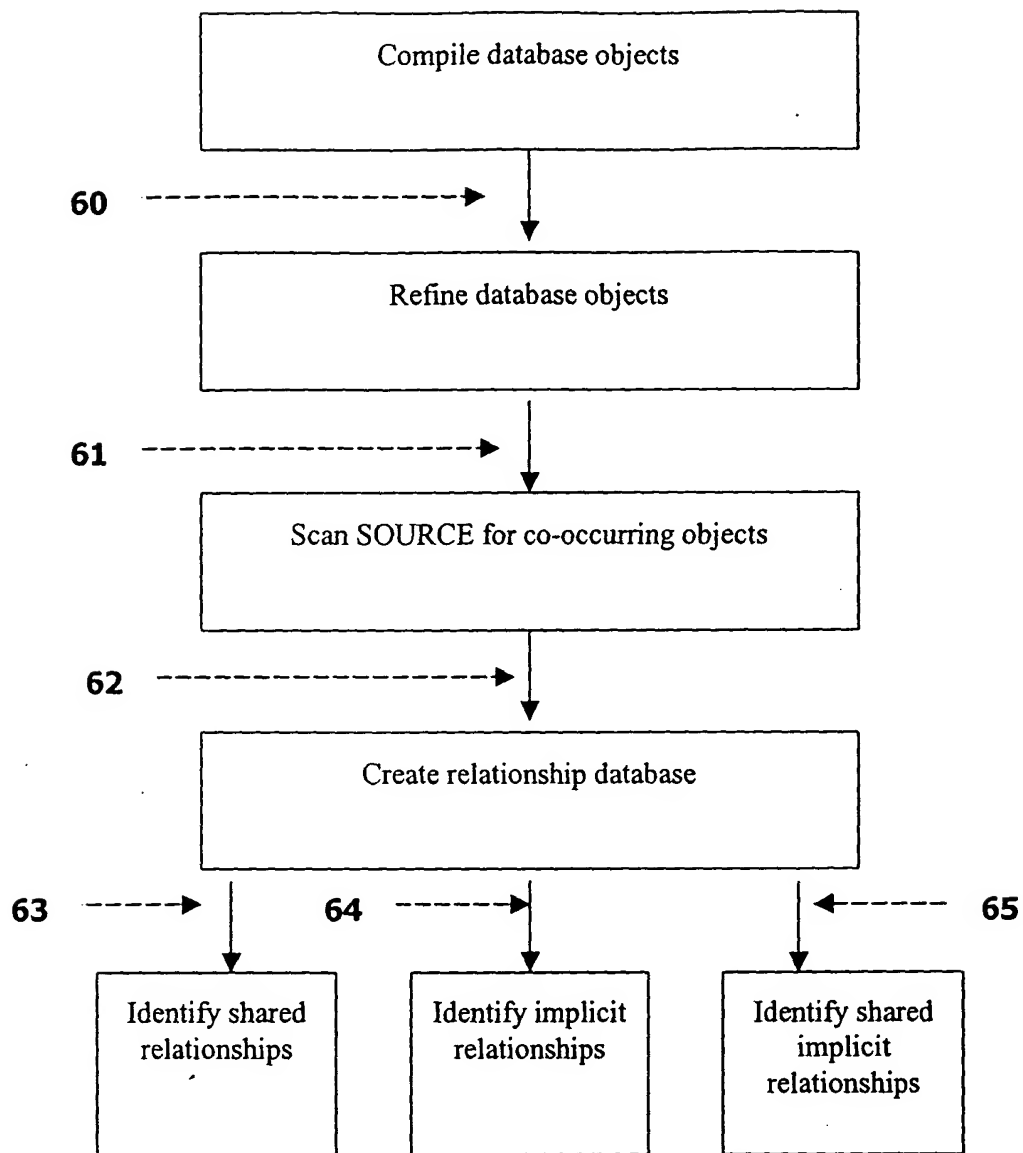 Compile database objects
60
Refine database objects
61
Scan SOURCE for co-occurring objects
62
Create relationship database
63
64
65
Identify shared
relationships
Identify implicit
relationships
Identify shared
implicit
relationships